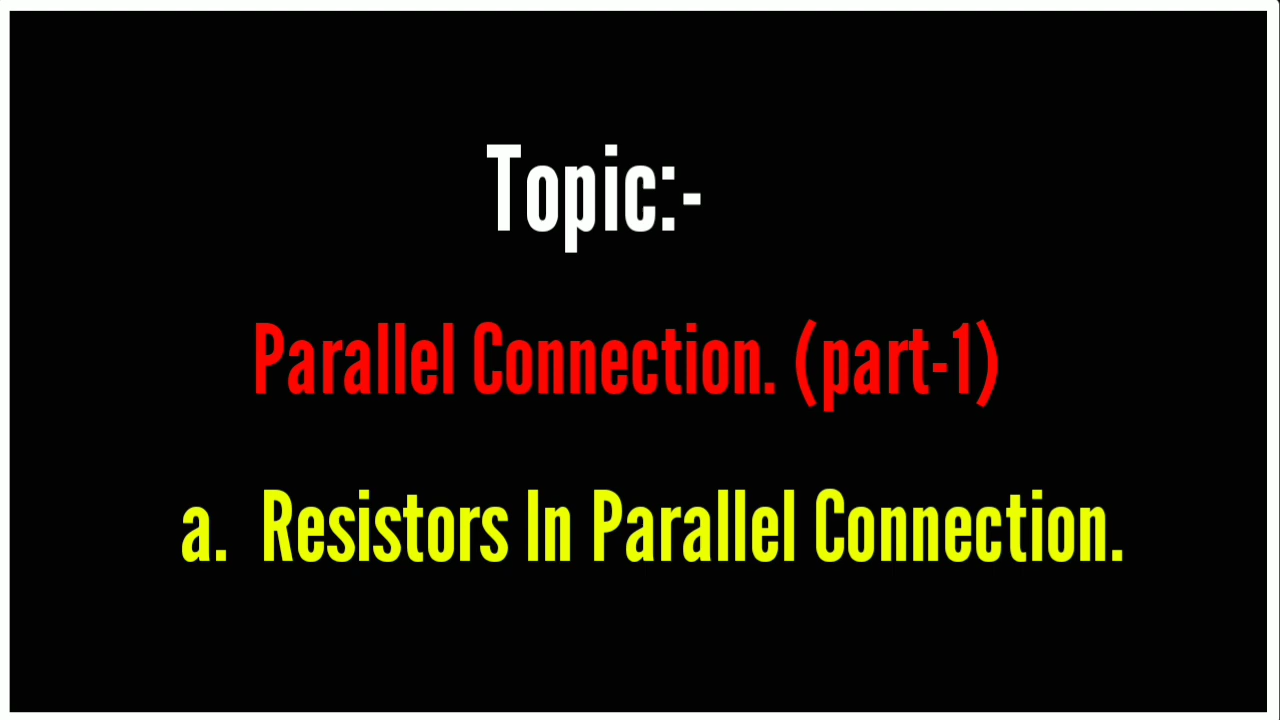 Topic:-
Parallel Connection. (part-1)
a. Resistors In Parallel Connection.